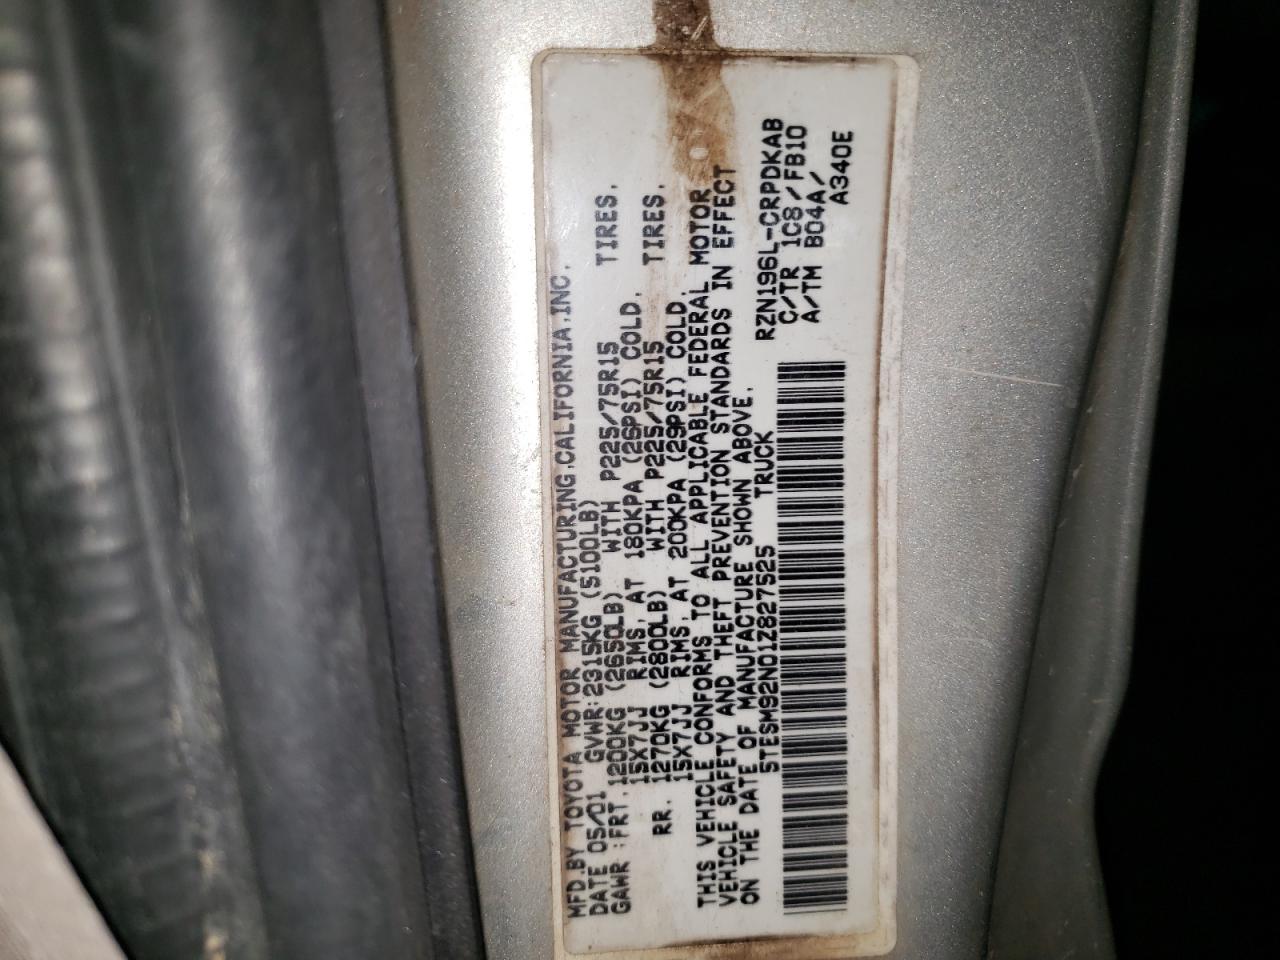 MFD.BY TOYOTA MOTOR MANUFACTURING,CALIFORNIA,INC.
DATE 05/01 GVWR:2315KG (5100LB)
GAWR :FRT.1200KG (2650LB) WITH P225/75R15 TIRES.
15X7JJ RIMS,AT 180KPA (26PSI) COLD.
RR. 1270KG (2800LB) WITH P225/75R15 TIRES.
15X7JJ RIMS,AT 200KPA (29PSI) COLD.
THIS VEHICLE CONFORMS TO ALL APPLICABLE FEDERAL MOTOR
VEHICLE SAFETY AND THEFT PREVENTION STANDARDS IN EFFECT
ON THE DATE OF MANUFACTURE SHOWN ABOVE.
5TESM92N01Z827525 TRUCK
RZN196L-CRPDKAB
C/TR 1C8/FB10
A/TM B04A/
A340E